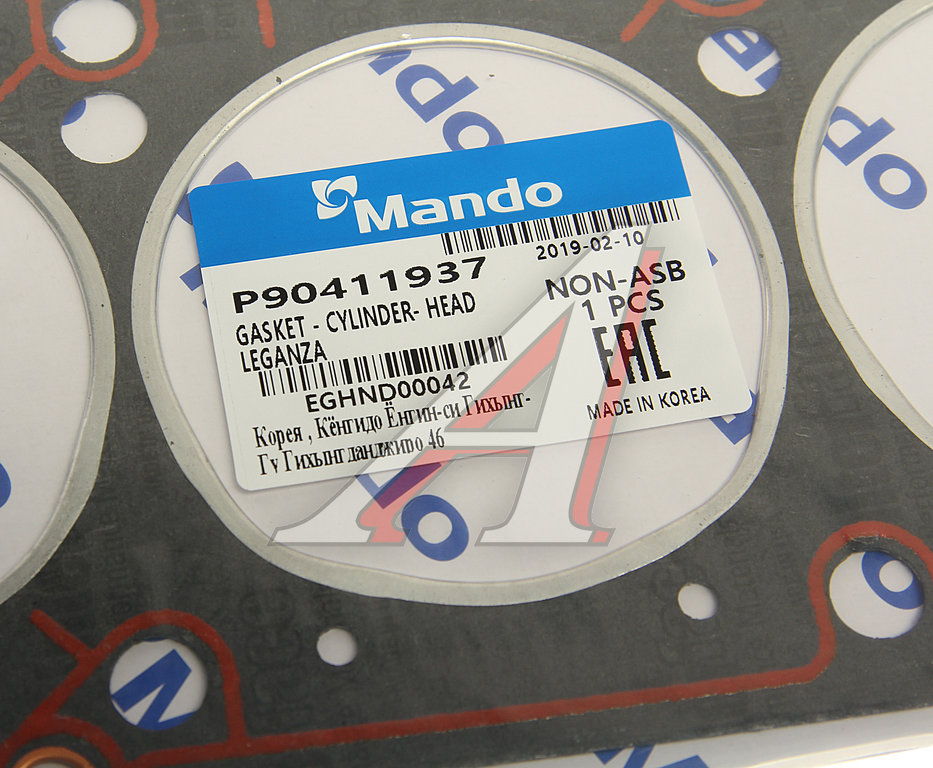 Mando
2019-02-10
P90411937
NON-ASB
GASKET - CYLINDER- HEAD
1 PCS
LEGANZA
EAC
EGHND00042
MADE IN KOREA
Корея , Кёнгидо Ёнгин-си Гихынг-
Гу Гихынгданджиро 46